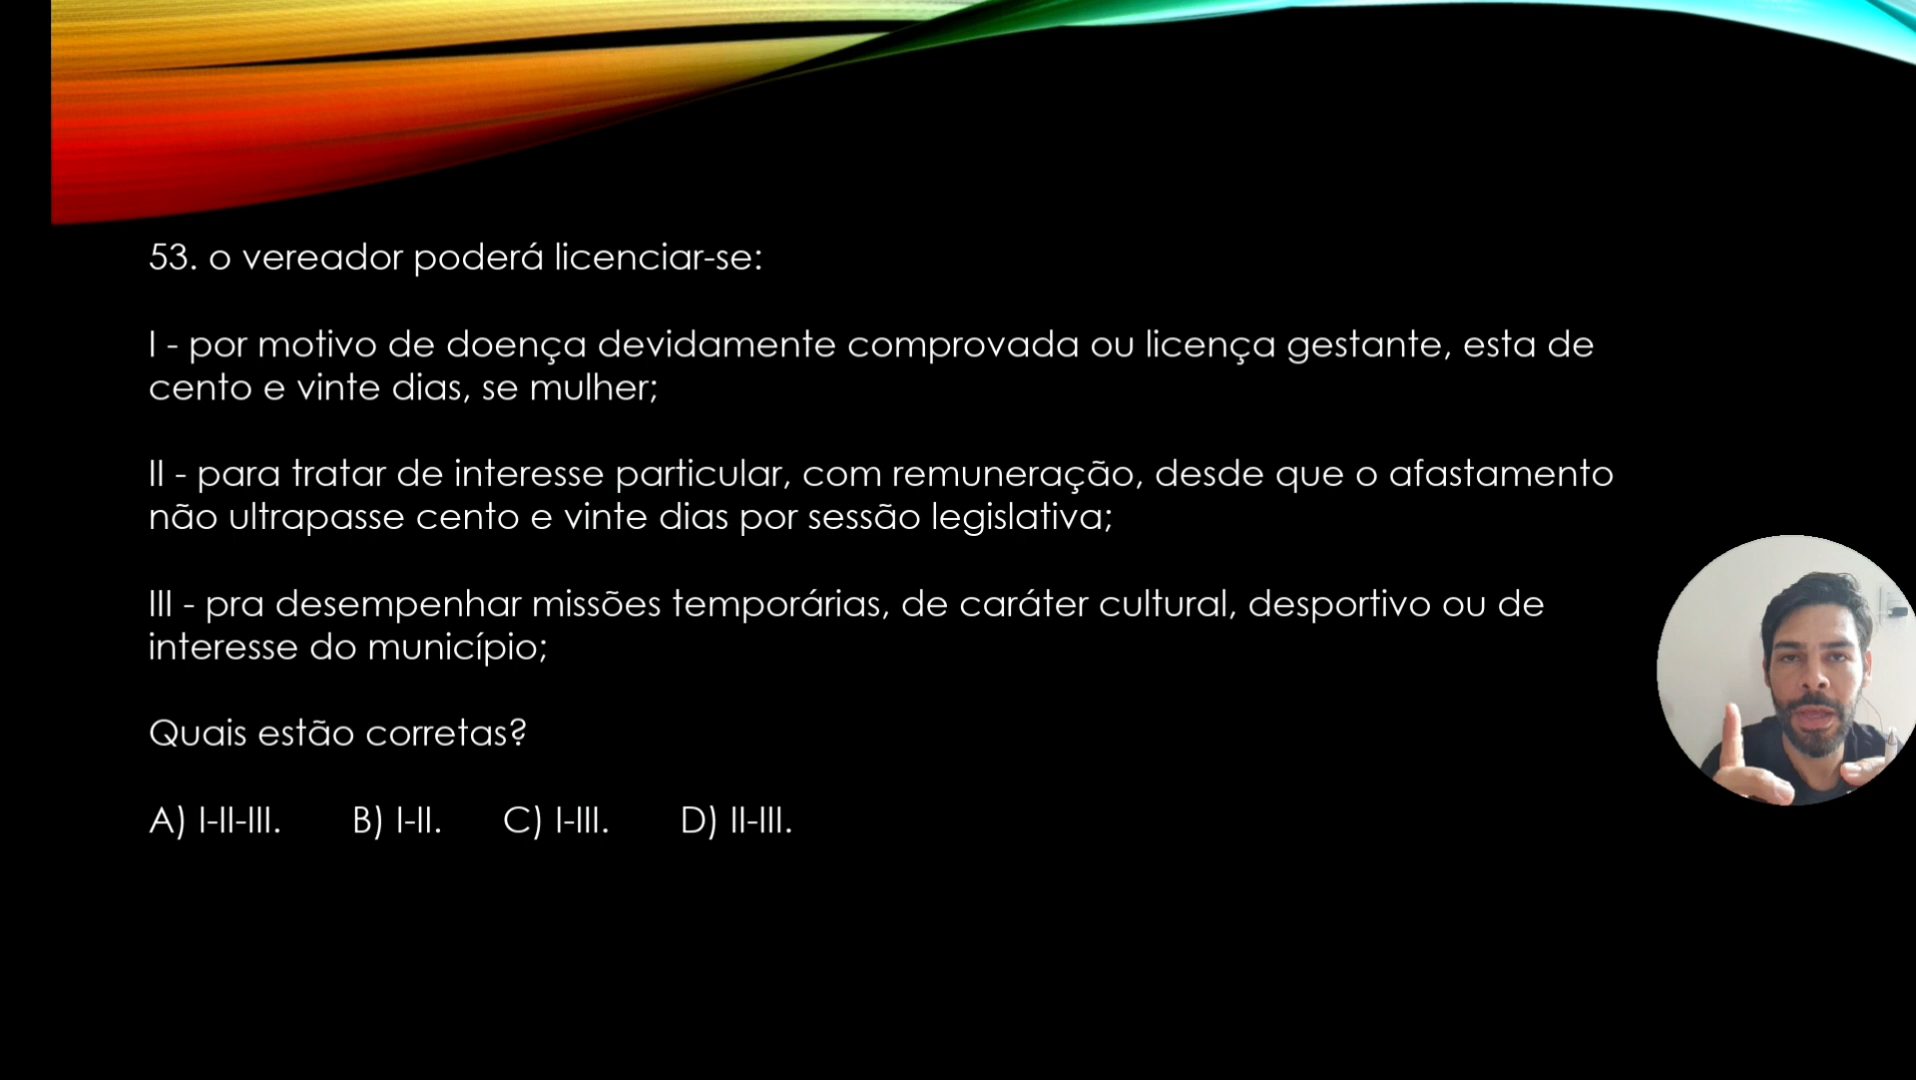 53. o vereador poderá licenciar-se:
I - por motivo de doença devidamente comprovada ou licença gestante, esta de
cento e vinte dias, se mulher;
II - para tratar de interesse particular, com remuneração, desde que o afastamento
não ultrapasse cento e vinte dias por sessão legislativa;
III - pra desempenhar missões temporárias, de caráter cultural, desportivo ou de
interesse do município;
Quais estão corretas?
A) I-II-III. B) I-II. C) I-III. D) II-III.